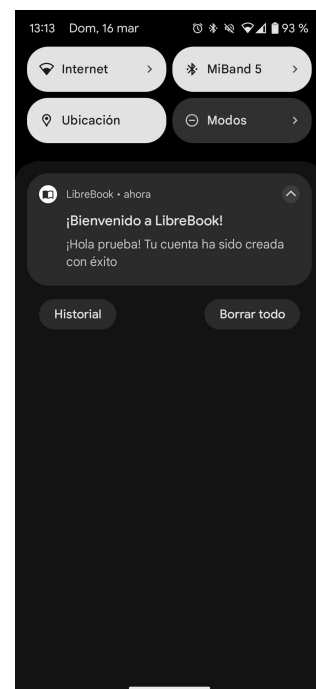 13:13 Dom, 16 mar 93 %
Internet MiBand 5
Ubicación Modos
LibreBook • ahora
¡Bienvenido a LibreBook!
¡Hola prueba! Tu cuenta ha sido creada
con éxito
Historial Borrar todo